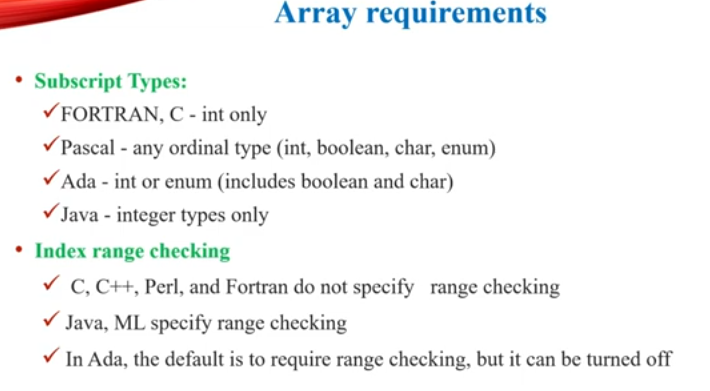 Array requirements
• Subscript Types:
✓FORTRAN, C - int only
✓Pascal - any ordinal type (int, boolean, char, enum)
✓Ada - int or enum (includes boolean and char)
✓Java - integer types only
• Index range checking
✓ C, C++, Perl, and Fortran do not specify range checking
✓ Java, ML specify range checking
✓ In Ada, the default is to require range checking, but it can be turned off